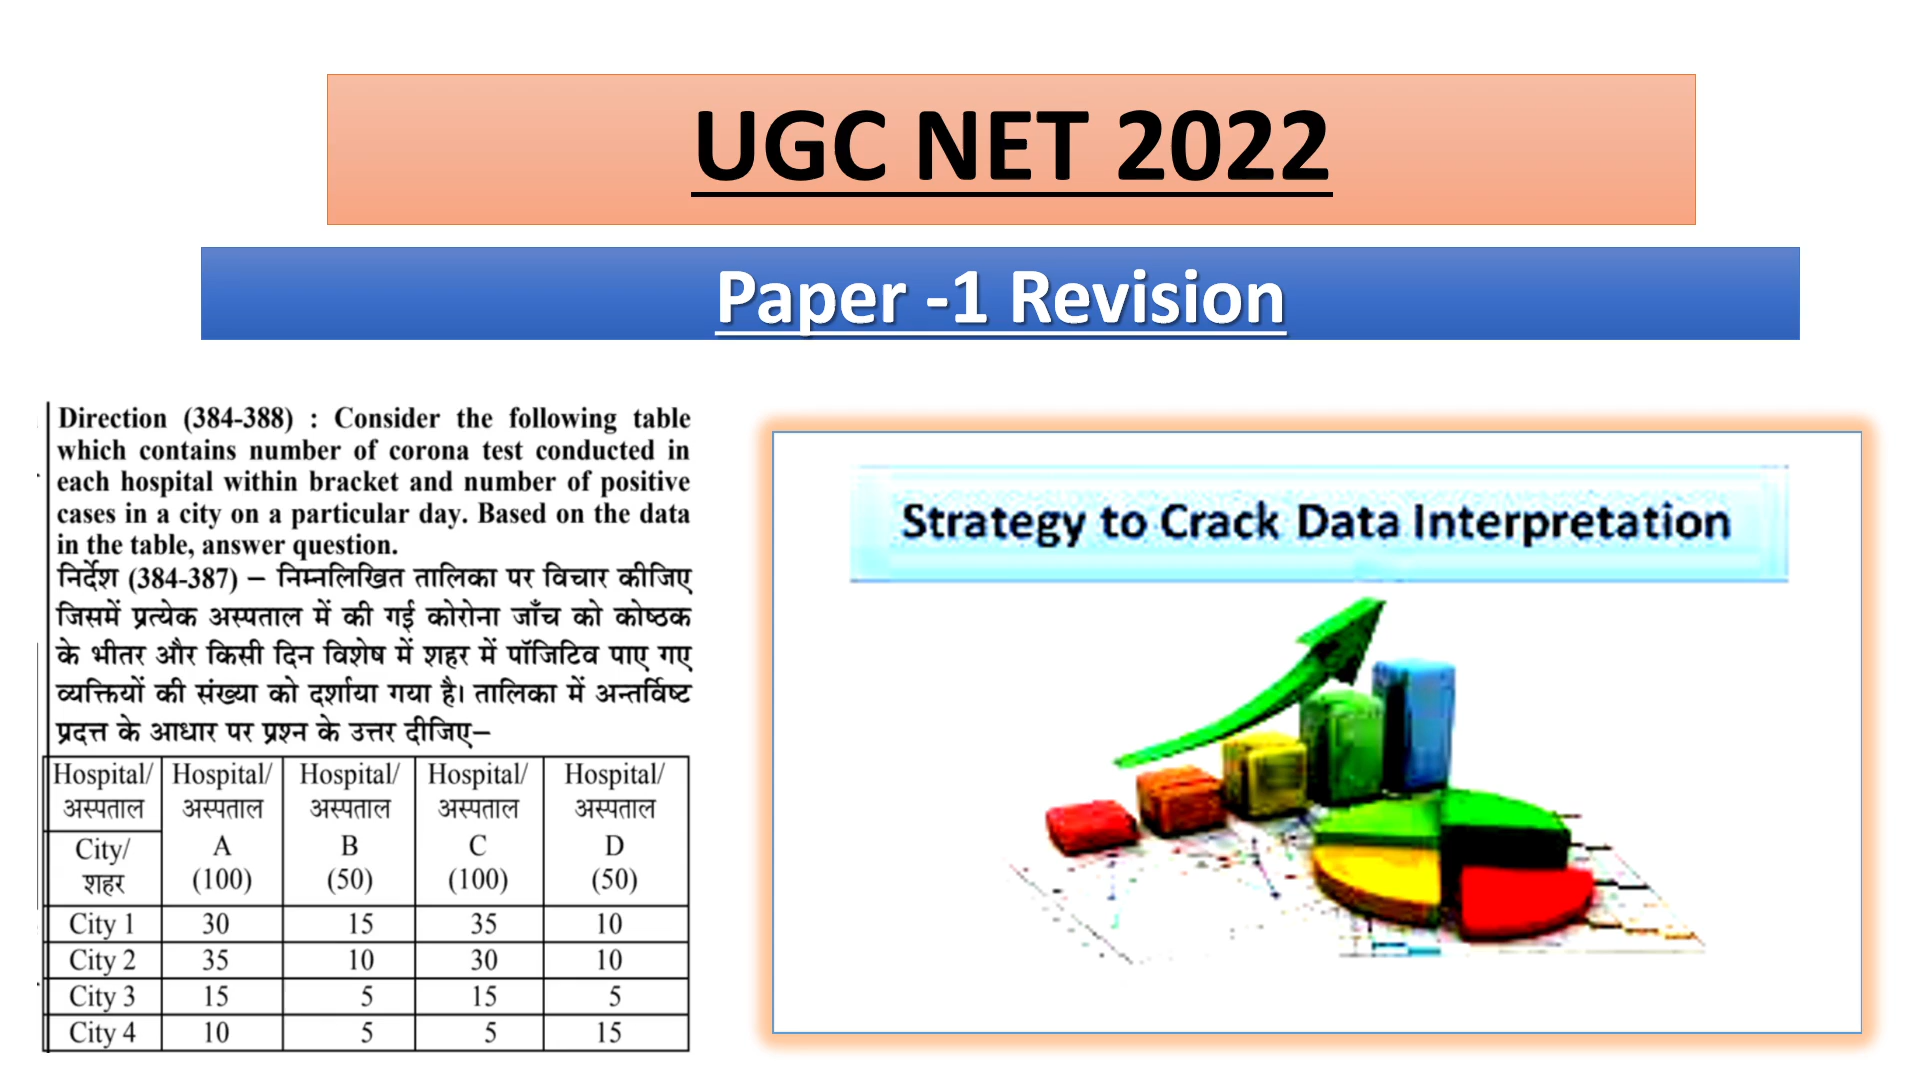 UGC NET 2022
Paper -1 Revision
Direction (384-388) : Consider the following table
which contains number of corona test conducted in
each hospital within bracket and number of positive
cases in a city on a particular day. Based on the data
in the table, answer question.
निर्देश (384-387) – निम्नलिखित तालिका पर विचार कीजिए
जिसमें प्रत्येक अस्पताल में की गई कोरोना जाँच को कोष्ठक
के भीतर और किसी दिन विशेष में शहर में पॉजिटिव पाए गए
व्यक्तियों की संख्या को दर्शाया गया है। तालिका में अन्तर्विष्ट
प्रदत्त के आधार पर प्रश्न के उत्तर दीजिए–
Hospital/ Hospital/ Hospital/ Hospital/ Hospital/
अस्पताल अस्पताल अस्पताल अस्पताल अस्पताल
City/ A B C D
शहर (100) (50) (100) (50)
City 1 30 15 35 10
City 2 35 10 30 10
City 3 15 5 15 5
City 4 10 5 5 15
Strategy to Crack Data Interpretation